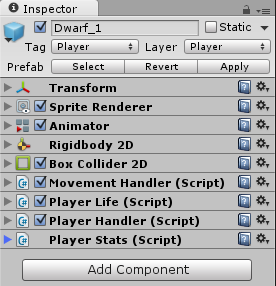 Inspector
Dwarf_1 Static
Tag Player Layer Player
Prefab Select Revert Apply
Transform
Sprite Renderer
Animator
Rigidbody 2D
Box Collider 2D
Movement Handler (Script)
Player Life (Script)
Player Handler (Script)
Player Stats (Script)
Add Component